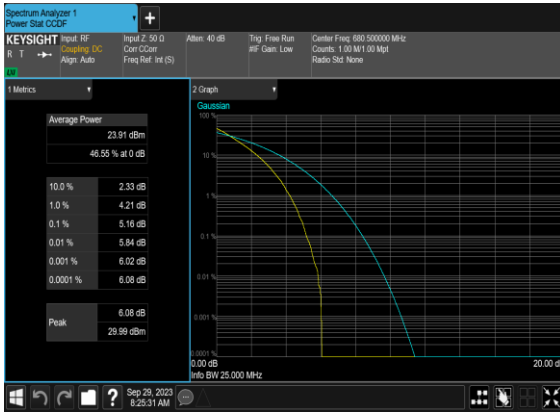 Spectrum Analyzer 1
Power Stat CCDF
KEYSIGHT
R T
LV
Input: RF
Coupling: DC
Align: Auto
Input Z: 50 Ω
Corr CCorr
Freq Ref: Int (S)
Atten: 40 dB
Trig: Free Run
#IF Gain: Low
Center Freq: 680.500000 MHz
Counts: 1.00 M/1.00 Mpt
Radio Std: None
1 Metrics
Average Power
23.91 dBm
46.55 % at 0 dB
10.0 % 2.33 dB
1.0 % 4.21 dB
0.1 % 5.16 dB
0.01 % 5.84 dB
0.001 % 6.02 dB
0.0001 % 6.08 dB
Peak
6.08 dB
29.99 dBm
2 Graph
Gaussian
100 %
10 %
1 %
0.1 %
0.01 %
0.001 %
0.0001 %
0.00 dB
20.00 d
Info BW 25.000 MHz
?
Sep 29, 2023
8:25:31 AM